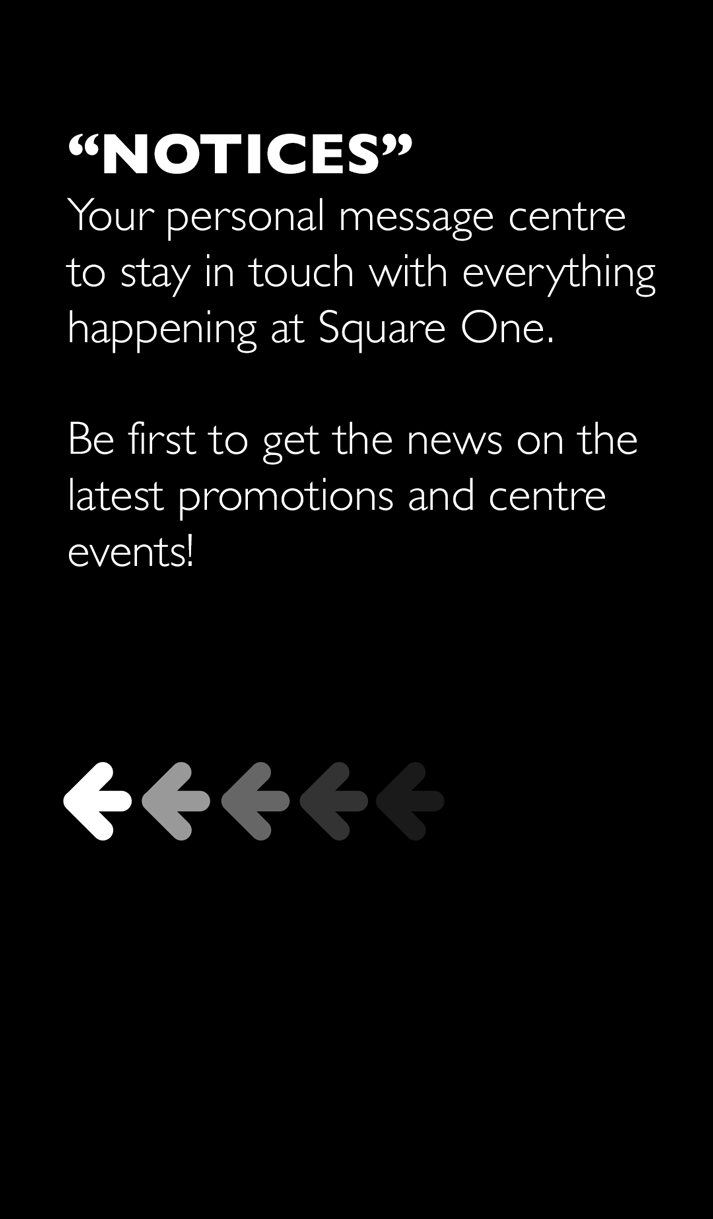 “NOTICES”
Your personal message centre
to stay in touch with everything
happening at Square One.
Be first to get the news on the
latest promotions and centre
events!